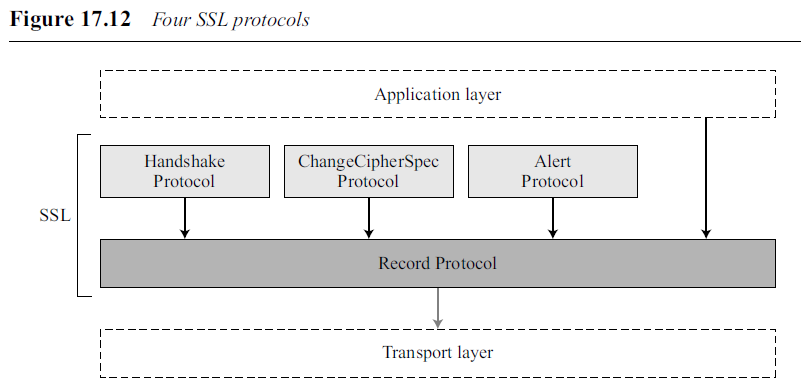 Figure 17.12 Four SSL protocols
Application layer
Handshake
Protocol
ChangeCipherSpec
Protocol
Alert
Protocol
SSL
Record Protocol
Transport layer